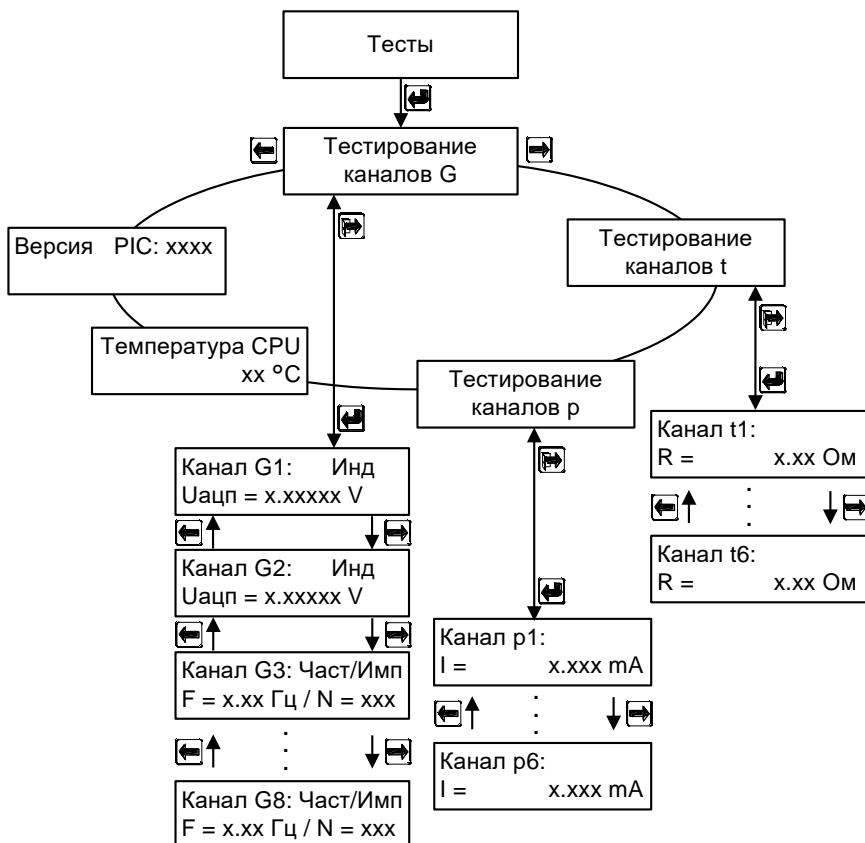 Тесты
Тестирование
каналов G
Версия PIC: xxxx
Тестирование
каналов t
Температура CPU
xx °C
Тестирование
каналов p
Канал t1:
R = x.xx Ом
Канал t6:
R = x.xx Ом
Канал G1: Инд
Uацп = x.xxxxx V
Канал G2: Инд
Uацп = x.xxxxx V
Канал G3: Част/Имп
F = x.xx Гц / N = xxx
Канал G8: Част/Имп
F = x.xx Гц / N = xxx
Канал p1:
I = x.xxx mA
Канал p6:
I = x.xxx mA